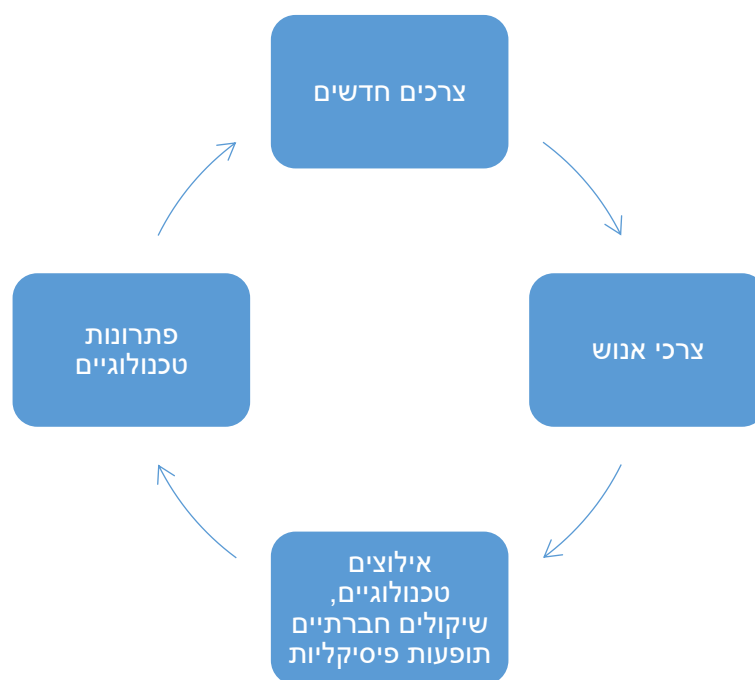 צרכים חדשים
צרכי אנוש
אילוצים
טכנולוגיים,
שיקולים חברתיים
תופעות פיסיקליות
פתרונות
טכנולוגיים